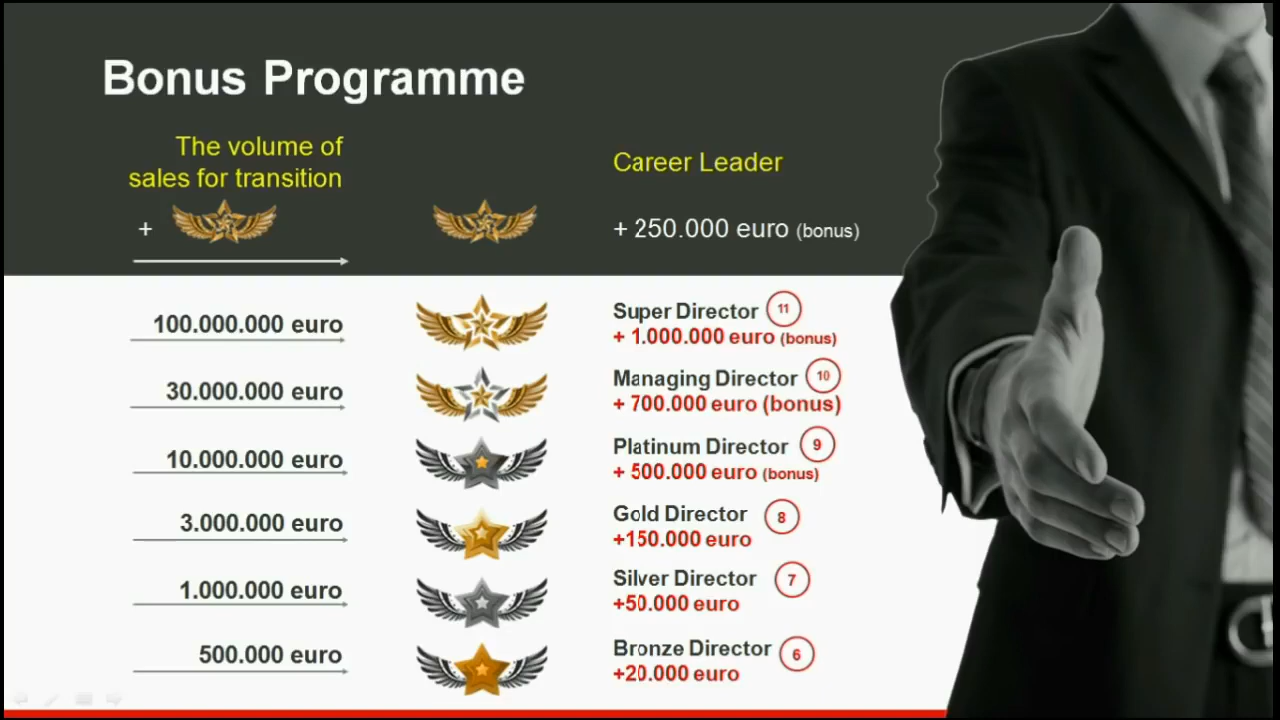 Bonus Programme
The volume of
sales for transition
Career Leader
+
+ 250.000 euro (bonus)
100.000.000 euro
Super Director 11
+ 1.000.000 euro (bonus)
30.000.000 euro
Managing Director 10
+ 700.000 euro (bonus)
10.000.000 euro
Platinum Director 9
+ 500.000 euro (bonus)
3.000.000 euro
Gold Director 8
+150.000 euro
1.000.000 euro
Silver Director 7
+50.000 euro
500.000 euro
Bronze Director 6
+20.000 euro